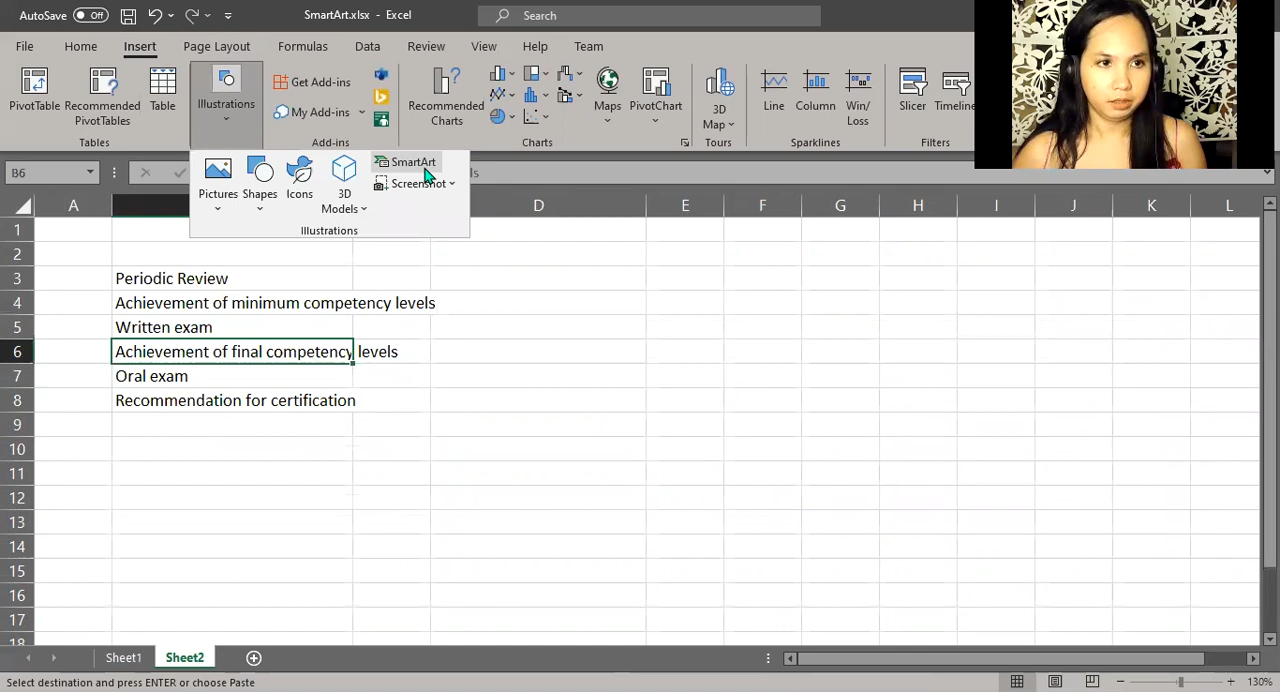 AutoSave Off SmartArt.xlsx - Excel Search
File Home Insert Page Layout Formulas Data Review View Help Team
PivotTable Recommended PivotTables Table Illustrations Get Add-ins My Add-ins Recommended Charts Maps PivotChart 3D Map Line Column Win/Loss Slicer Timeline
Tables Add-ins Charts Tours Sparklines Filters
Pictures Shapes Icons 3D Models SmartArt Screenshot
Illustrations
B6 ls
A D E F G H I J K L
1
2
3 Periodic Review
4 Achievement of minimum competency levels
5 Written exam
6 Achievement of final competency levels
7 Oral exam
8 Recommendation for certification
9
10
11
12
13
14
15
16
17
18
Sheet1 Sheet2
Select destination and press ENTER or choose Paste 130%